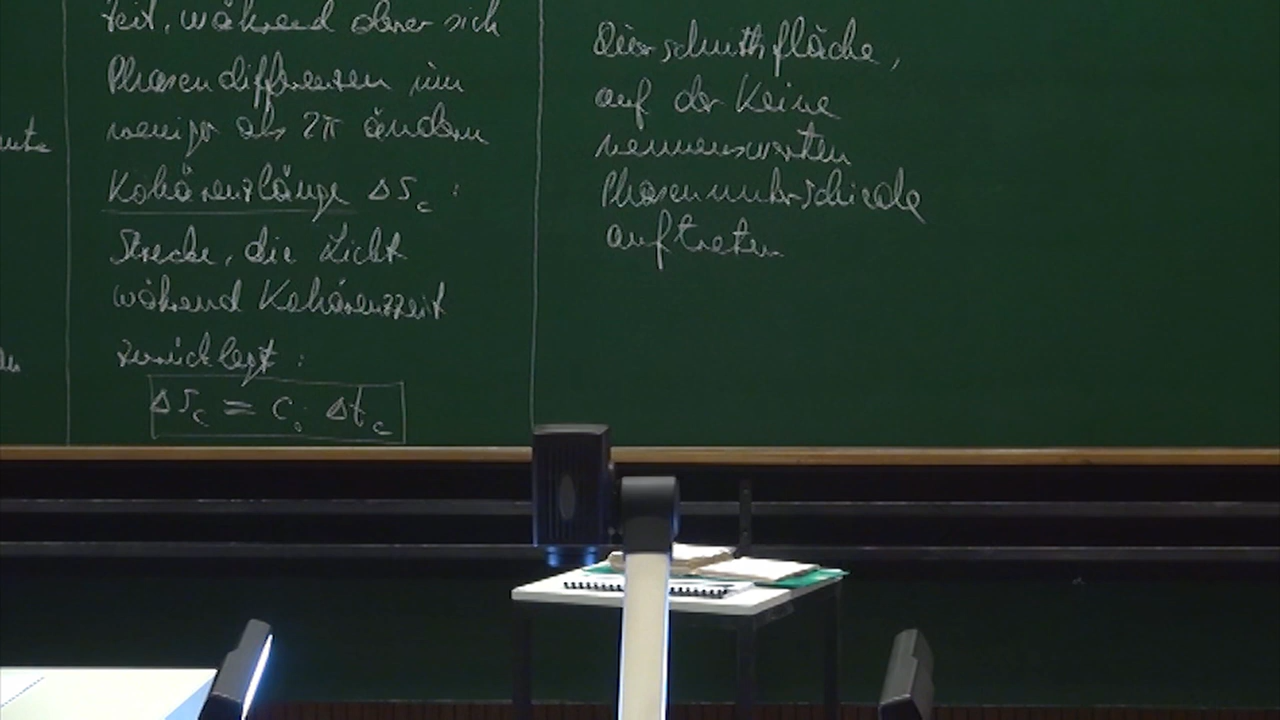 Zeit, während derer sich
Phasendifferenzen um
weniger als 2π ändern
Kohärenzlänge Δs_c :
Strecke, die Licht
während Kohärenzzeit
zurücklegt :
Δs_c = c · Δt_c
Querschnittsfläche,
auf der keine
nennenswerten
Phasenunterschiede
auftreten